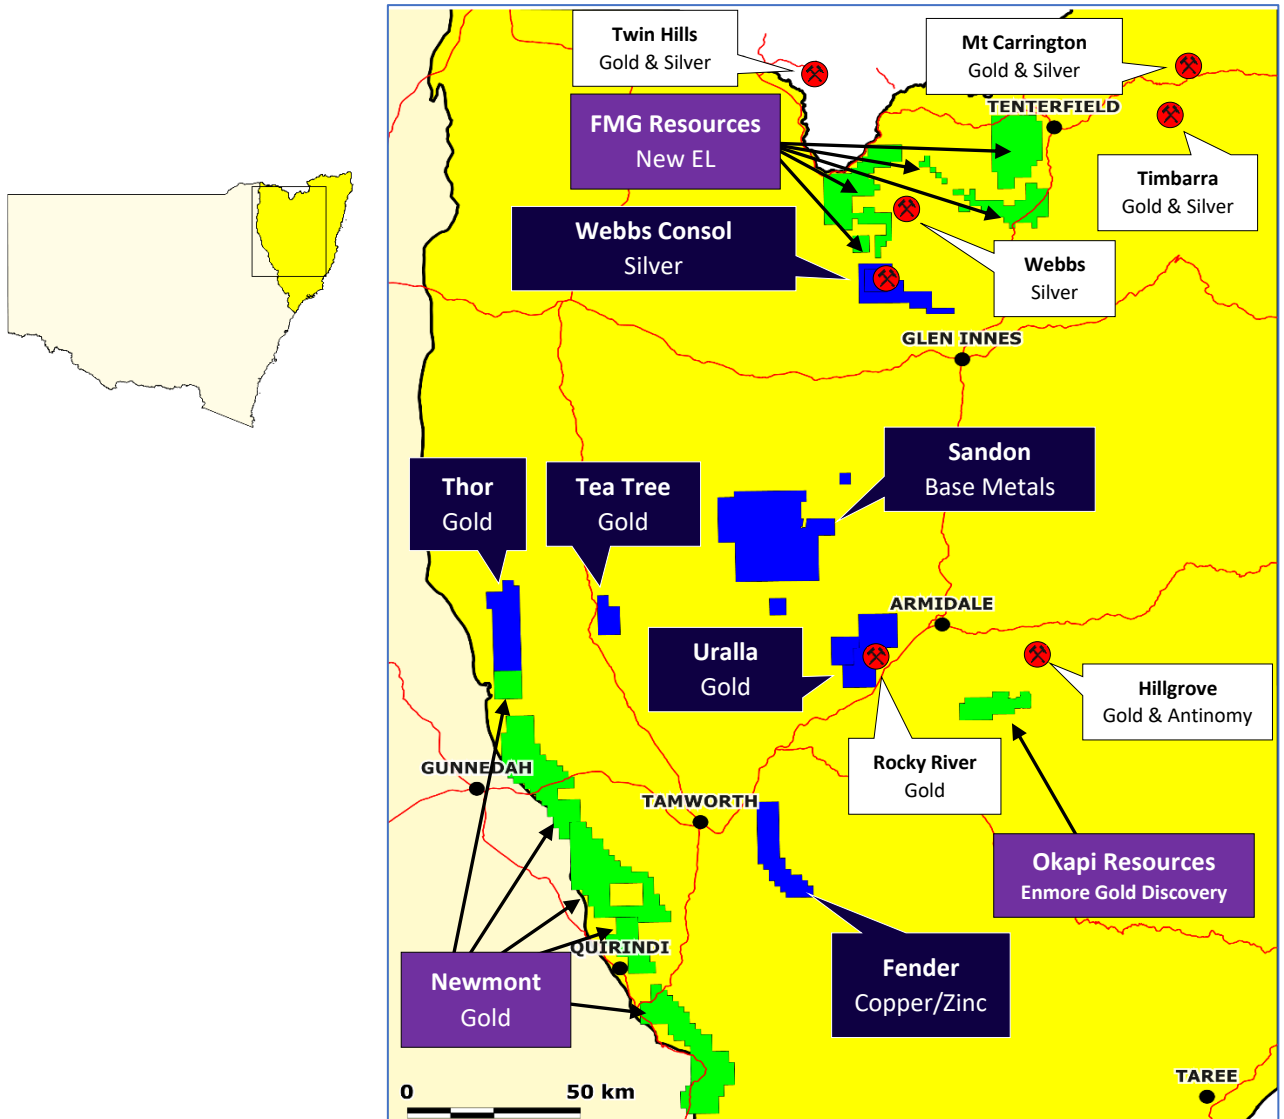 Twin Hills
Gold & Silver
Mt Carrington
Gold & Silver
TENTERFIELD
FMG Resources
New EL
Timbarra
Gold & Silver
Webbs Consol
Silver
Webbs
Silver
GLEN INNES
Sandon
Base Metals
Thor
Gold
Tea Tree
Gold
ARMIDALE
Uralla
Gold
Hillgrove
Gold & Antinomy
Rocky River
Gold
GUNNEDAH
TAMWORTH
Okapi Resources
Enmore Gold Discovery
QUIRINDI
Newmont
Gold
Fender
Copper/Zinc
TAREE
0 50 km